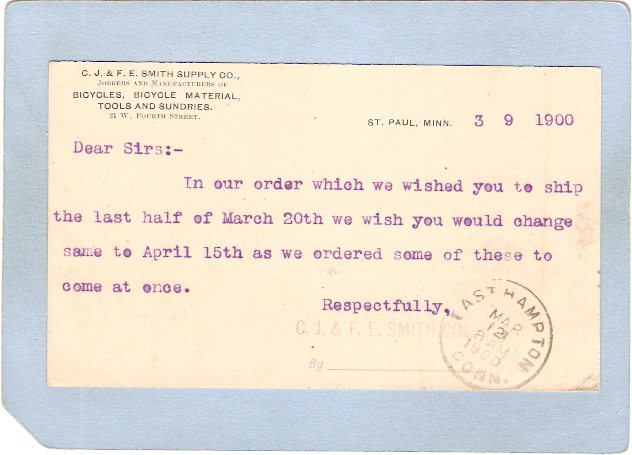 C. J. & F. E. SMITH SUPPLY CO.,
JOBBERS AND MANUFACTURERS OF
BICYCLES, BICYCLE MATERIAL,
TOOLS AND SUNDRIES.
21 W. FOURTH STREET.
ST. PAUL, MINN. 3 9 1900
Dear Sirs:-
In our order which we wished you to ship
the last half of March 20th we wish you would change
same to April 15th as we ordered some of these to
come at once.
Respectfully,
C. J. & F. E. SMITH CO.
By
EAST HAMPTON
MAR
12
8 AM
1900
CONN.